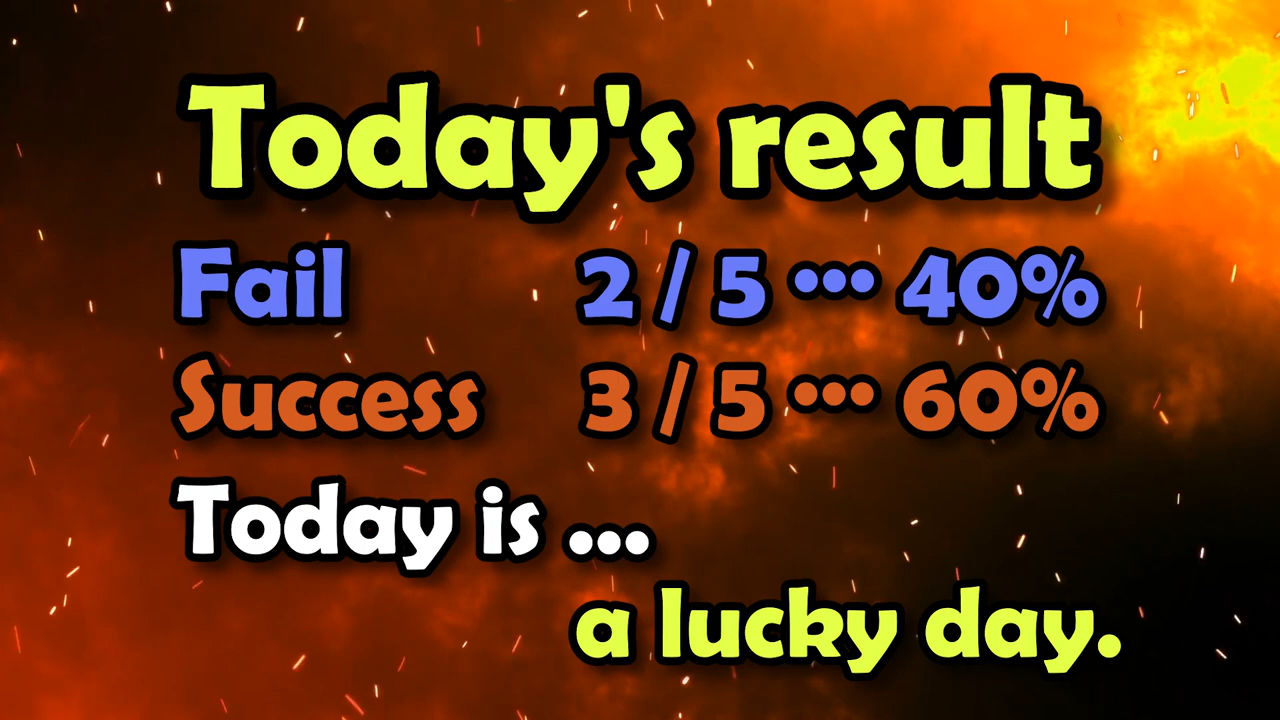 Today's result
Fail 2 / 5 ··· 40%
Success 3 / 5 ··· 60%
Today is ...
a lucky day.